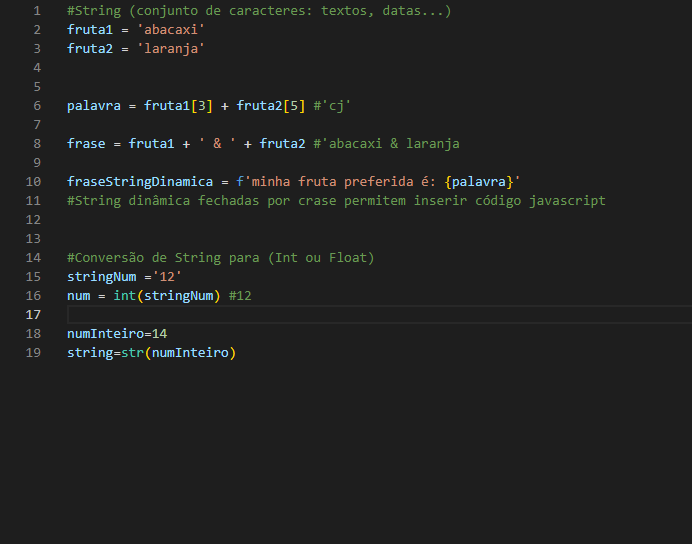 1 #String (conjunto de caracteres: textos, datas...)
2 fruta1 = 'abacaxi'
3 fruta2 = 'laranja'
4
5
6 palavra = fruta1[3] + fruta2[5] #'cj'
7
8 frase = fruta1 + ' & ' + fruta2 #'abacaxi & laranja
9
10 fraseStringDinamica = f'minha fruta preferida é: {palavra}'
11 #String dinâmica fechadas por crase permitem inserir código javascript
12
13
14 #Conversão de String para (Int ou Float)
15 stringNum ='12'
16 num = int(stringNum) #12
17
18 numInteiro=14
19 string=str(numInteiro)